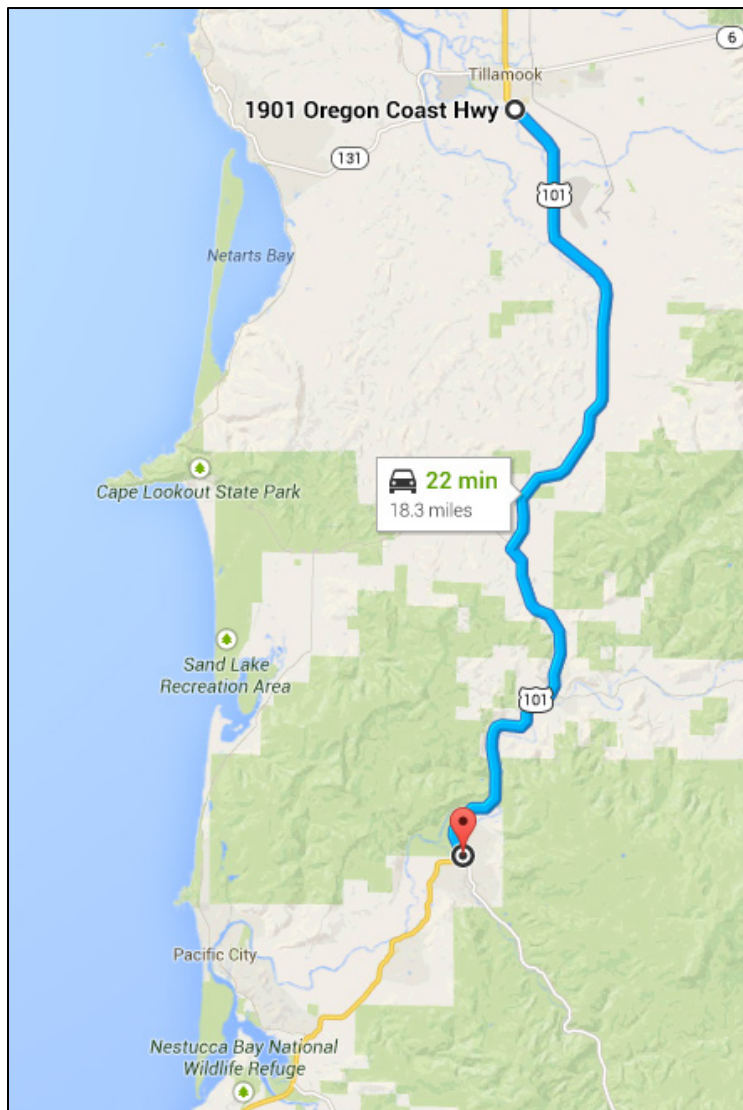 6
Tillamook
1901 Oregon Coast Hwy
131
101
Netarts Bay
22 min
18.3 miles
Cape Lookout State Park
Sand Lake
Recreation Area
101
Pacific City
Nestucca Bay National
Wildlife Refuge